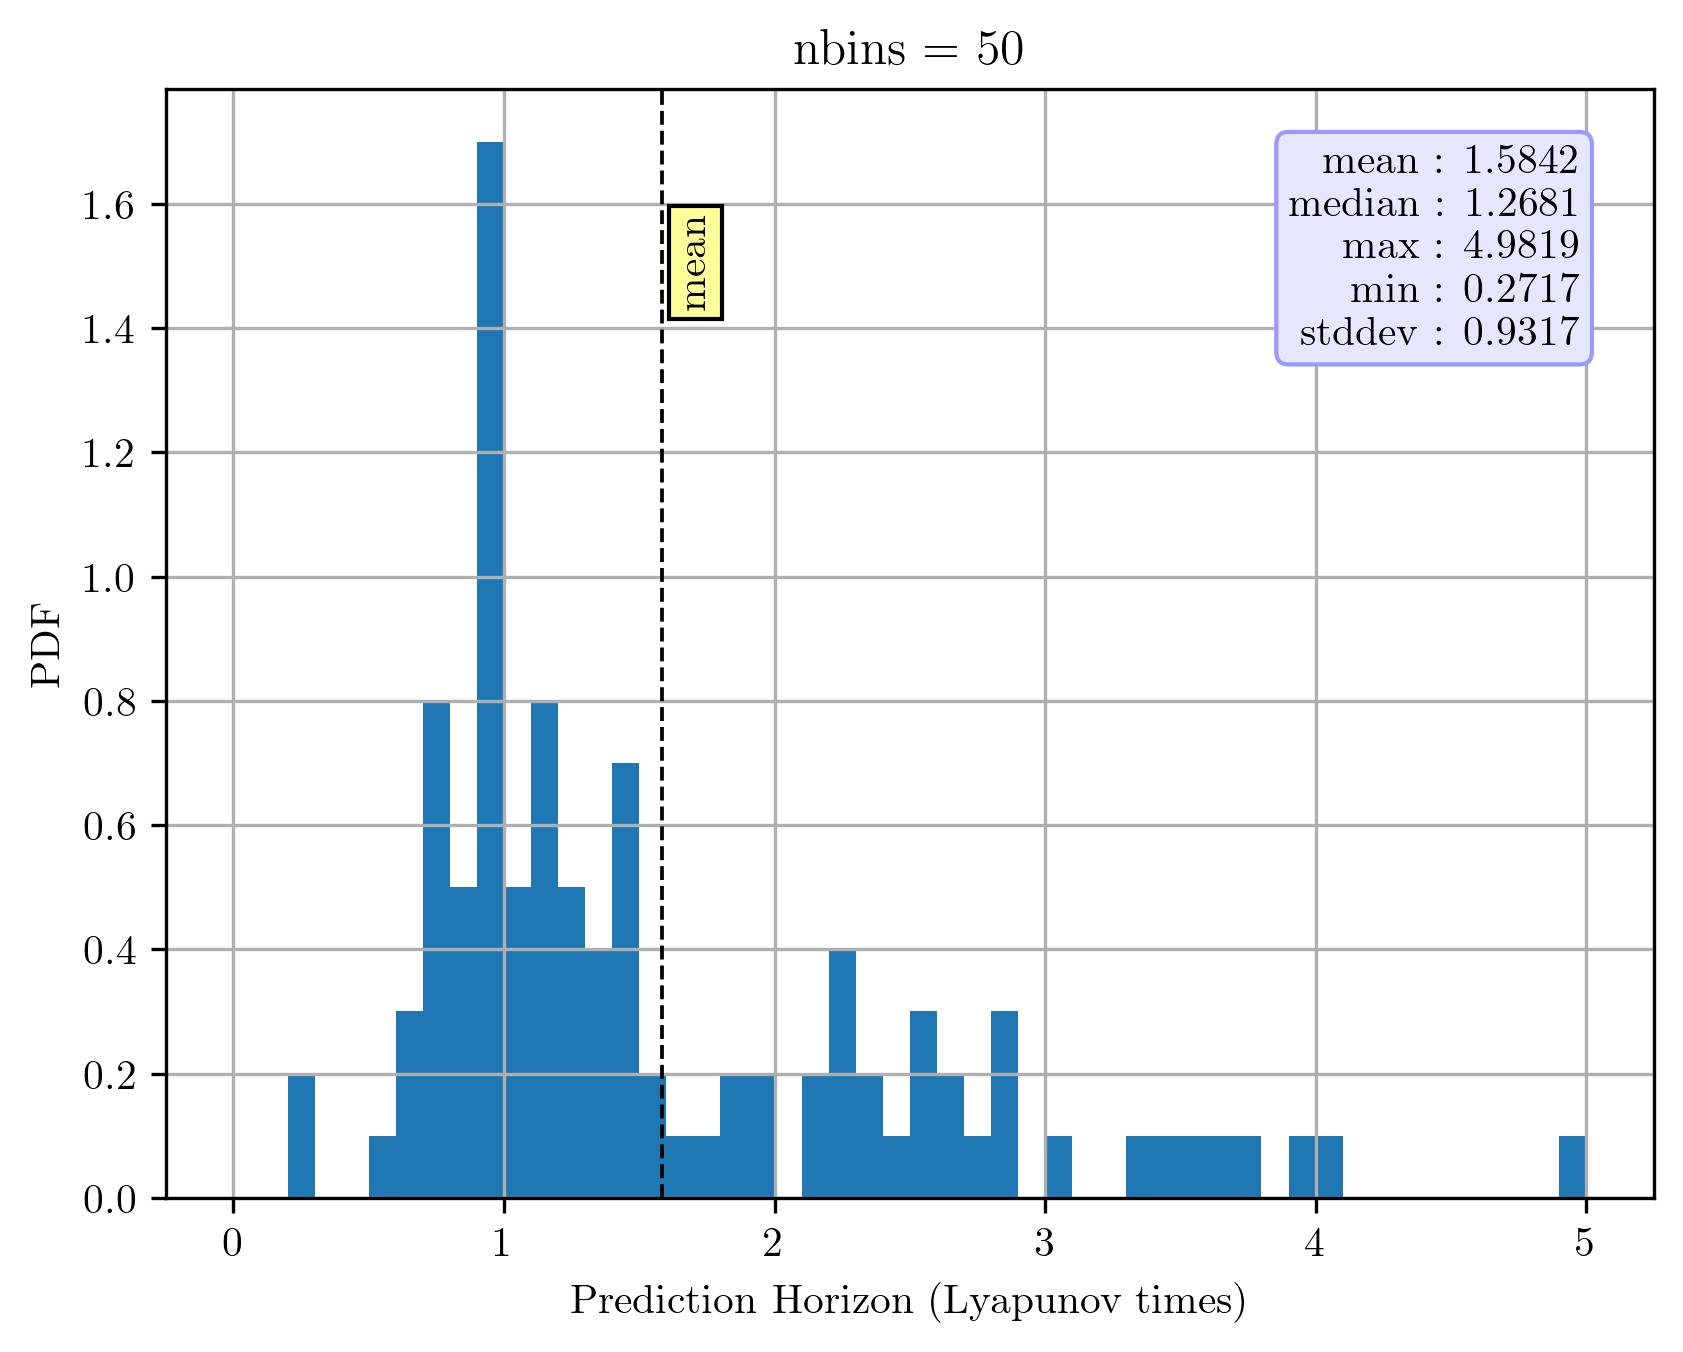 nbins = 50
mean : 1.5842
median : 1.2681
max : 4.9819
min : 0.2717
stddev : 0.9317
mean
PDF
1.6
1.4
1.2
1.0
0.8
0.6
0.4
0.2
0.0
0 1 2 3 4 5
Prediction Horizon (Lyapunov times)